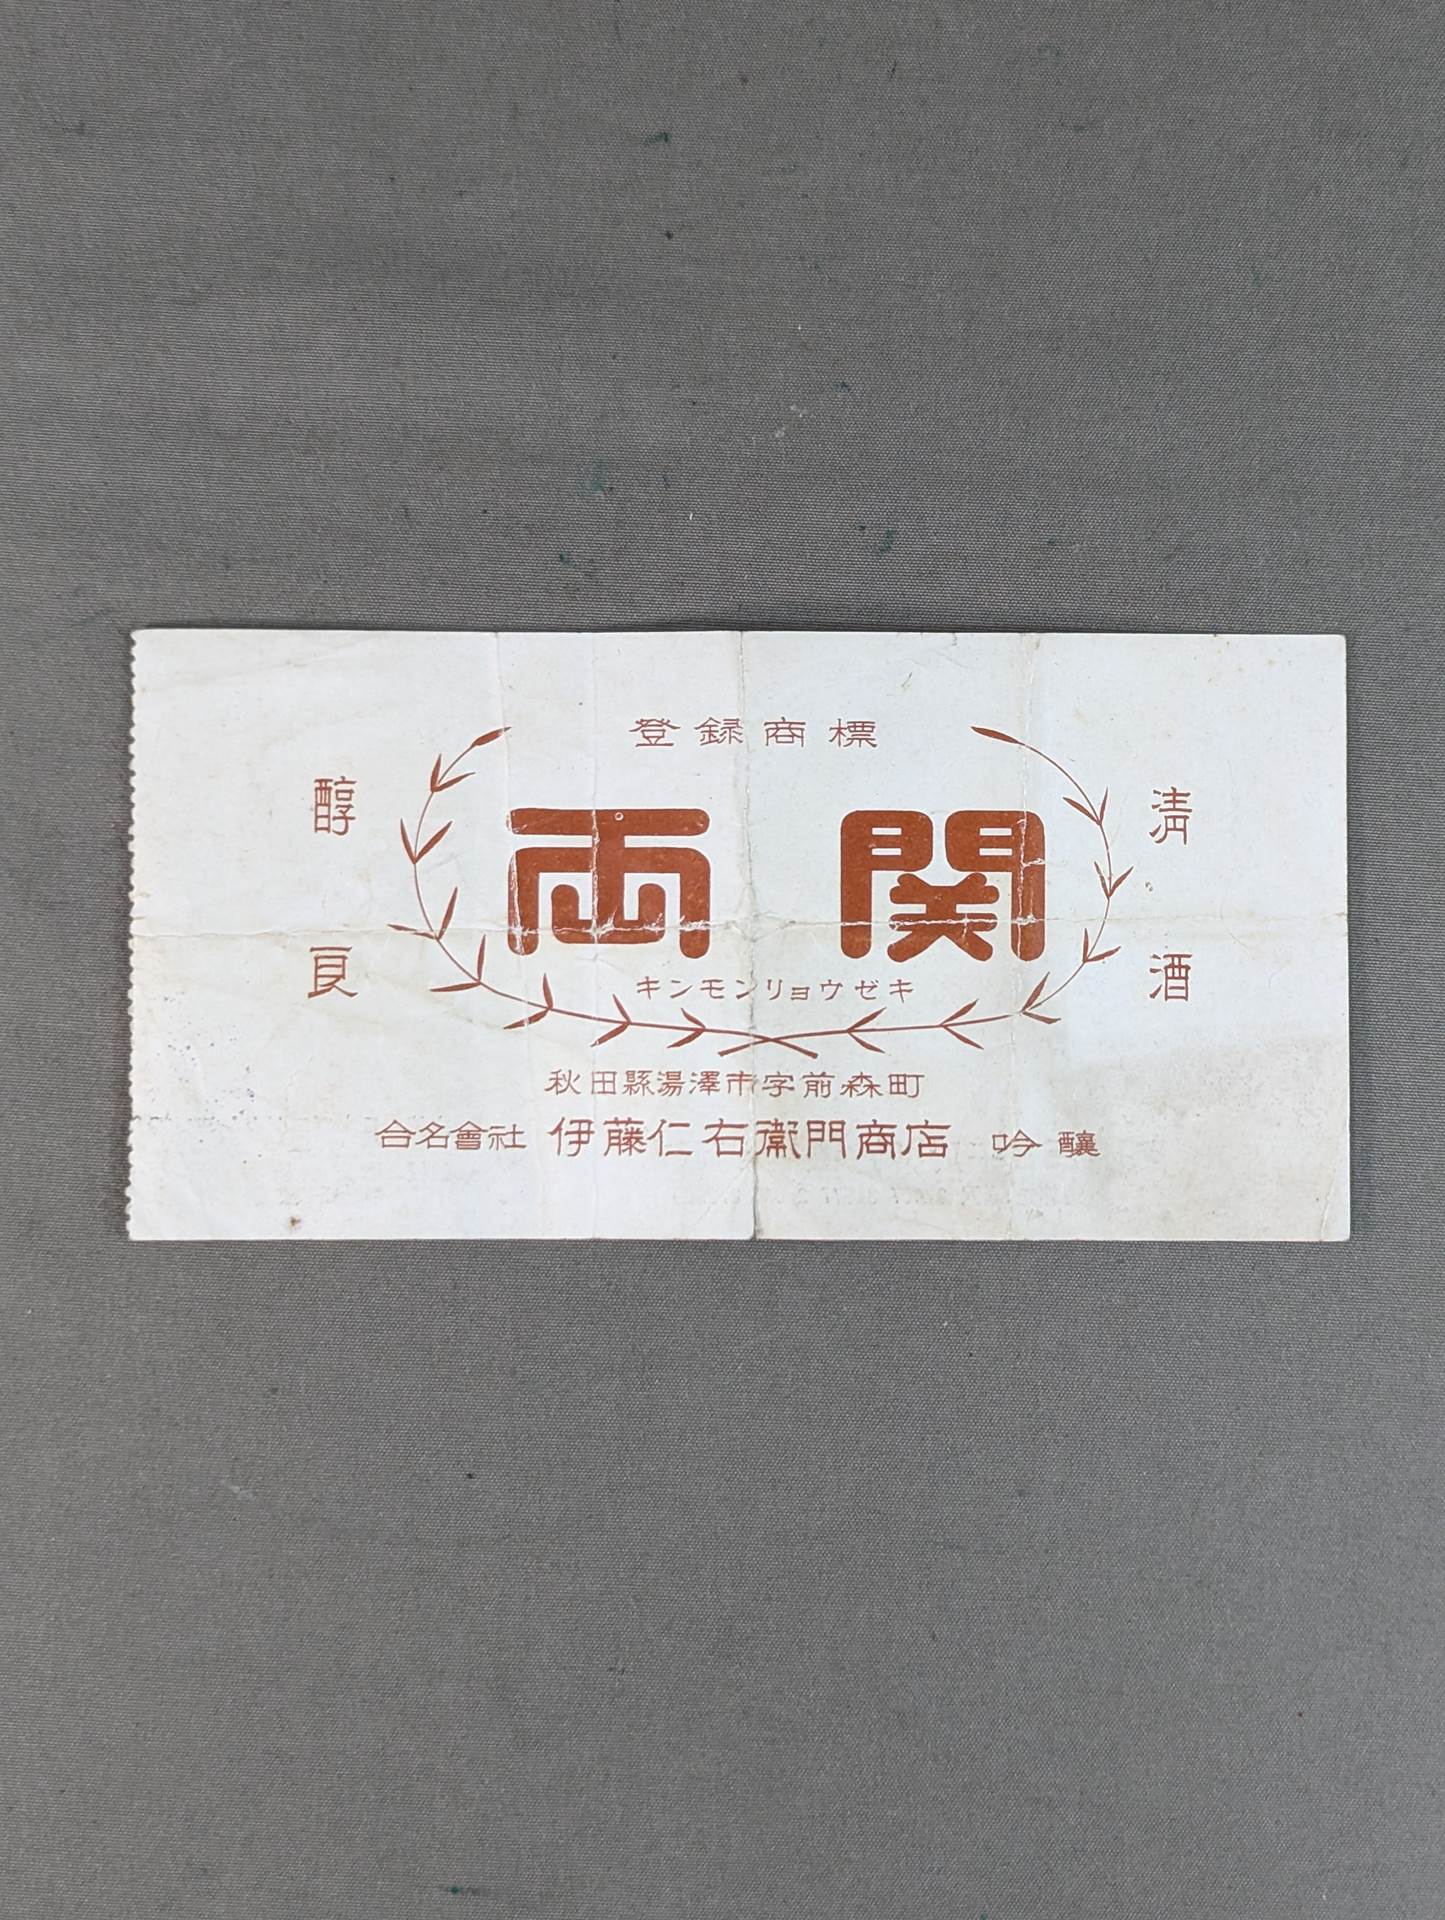 登録商標
両関
キンモンリョウゼキ
清酒
醇良
秋田縣湯澤市字前森町
合名會社 伊藤仁右衞門商店 吟醸